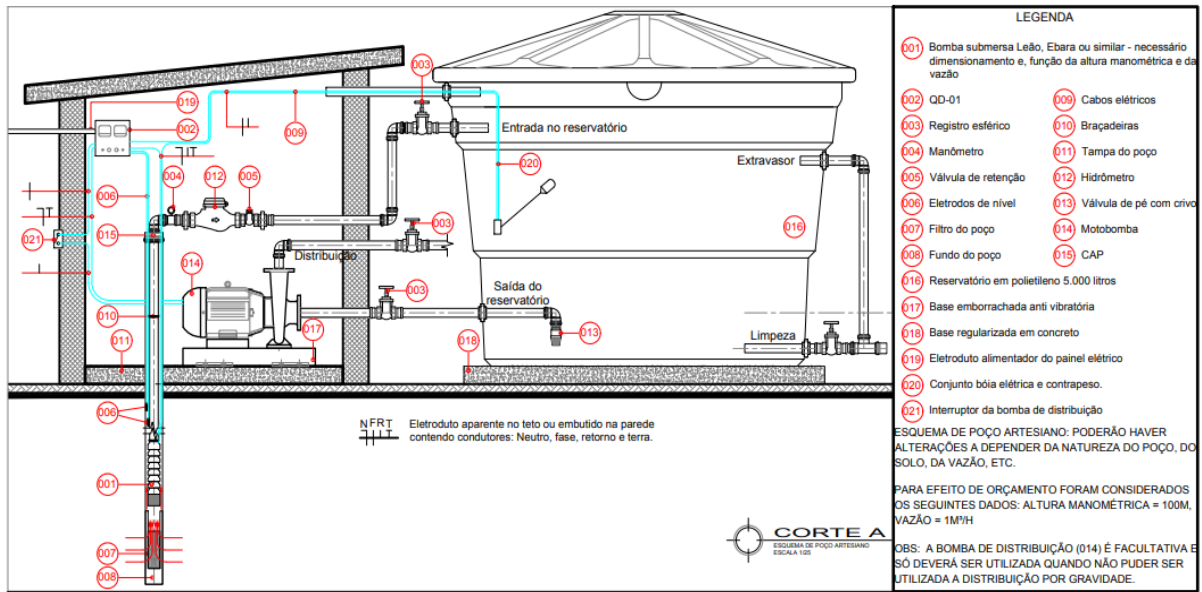 003
019
002
009
Entrada no reservatório
020
Extravasor
006
004
012
005
016
021
015
003
Distribuição
014
Saída do
reservatório
003
010
017
013
011
018
Limpeza
006
N F R T
Eletroduto aparente no teto ou embutido na parede
contendo condutores: Neutro, fase, retorno e terra.
001
007
008
CORTE A
ESQUEMA DE POÇO ARTESIANO
ESCALA 1/25
LEGENDA
001 Bomba submersa Leão, Ebara ou similar - necessário
dimensionamento e, função da altura manométrica e da
vazão
002 QD-01
009 Cabos elétricos
003 Registro esférico
010 Braçadeiras
004 Manômetro
011 Tampa do poço
005 Válvula de retenção
012 Hidrômetro
006 Eletrodos de nível
013 Válvula de pé com crivo
007 Filtro do poço
014 Motobomba
008 Fundo do poço
015 CAP
016 Reservatório em polietileno 5.000 litros
017 Base emborrachada anti vibratória
018 Base regularizada em concreto
019 Eletroduto alimentador do painel elétrico
020 Conjunto bóia elétrica e contrapeso.
021 Interruptor da bomba de distribuição
ESQUEMA DE POÇO ARTESIANO: PODERÃO HAVER
ALTERAÇÕES A DEPENDER DA NATUREZA DO POÇO, DO
SOLO, DA VAZÃO, ETC.
PARA EFEITO DE ORÇAMENTO FORAM CONSIDERADOS
OS SEGUINTES DADOS: ALTURA MANOMÉTRICA = 100M,
VAZÃO = 1M³/H
OBS: A BOMBA DE DISTRIBUIÇÃO (014) É FACULTATIVA E
SÓ DEVERÁ SER UTILIZADA QUANDO NÃO PUDER SER
UTILIZADA A DISTRIBUIÇÃO POR GRAVIDADE.